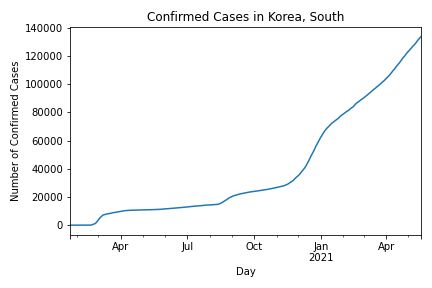 Confirmed Cases in Korea, South
140000
120000
100000
80000
60000
40000
20000
0
Number of Confirmed Cases
Apr
Jul
Oct
Jan
2021
Apr
Day